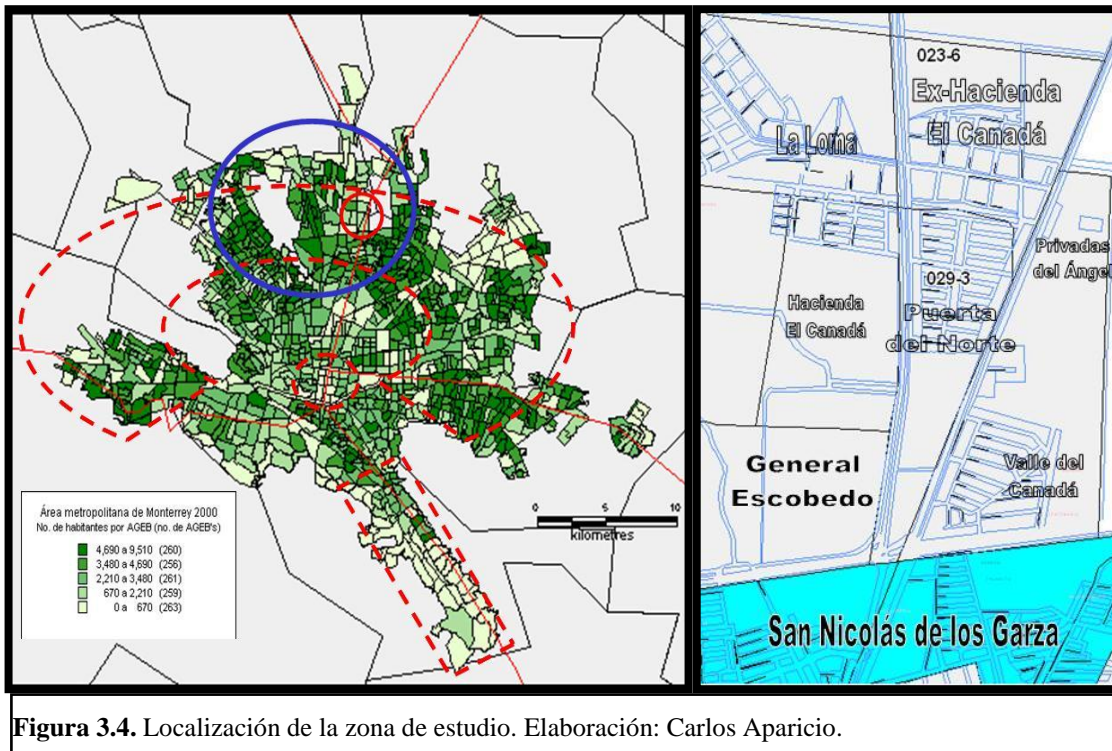 Área metropolitana de Monterrey 2000
No. de habitantes por AGEB (no. de AGEB's)
4,690 a 9,510 (260)
3,480 a 4,690 (256)
2,210 a 3,480 (261)
670 a 2,210 (259)
0 a 670 (263)
0 5 10
kilometres
023-6
Ex-Hacienda
El Canadá
La Loma
Privadas
del Ángel
029-3
Hacienda
El Canadá
Puerta
del Norte
General
Escobedo
Valle del
Canadá
San Nicolás de los Garza
Figura 3.4. Localización de la zona de estudio. Elaboración: Carlos Aparicio.